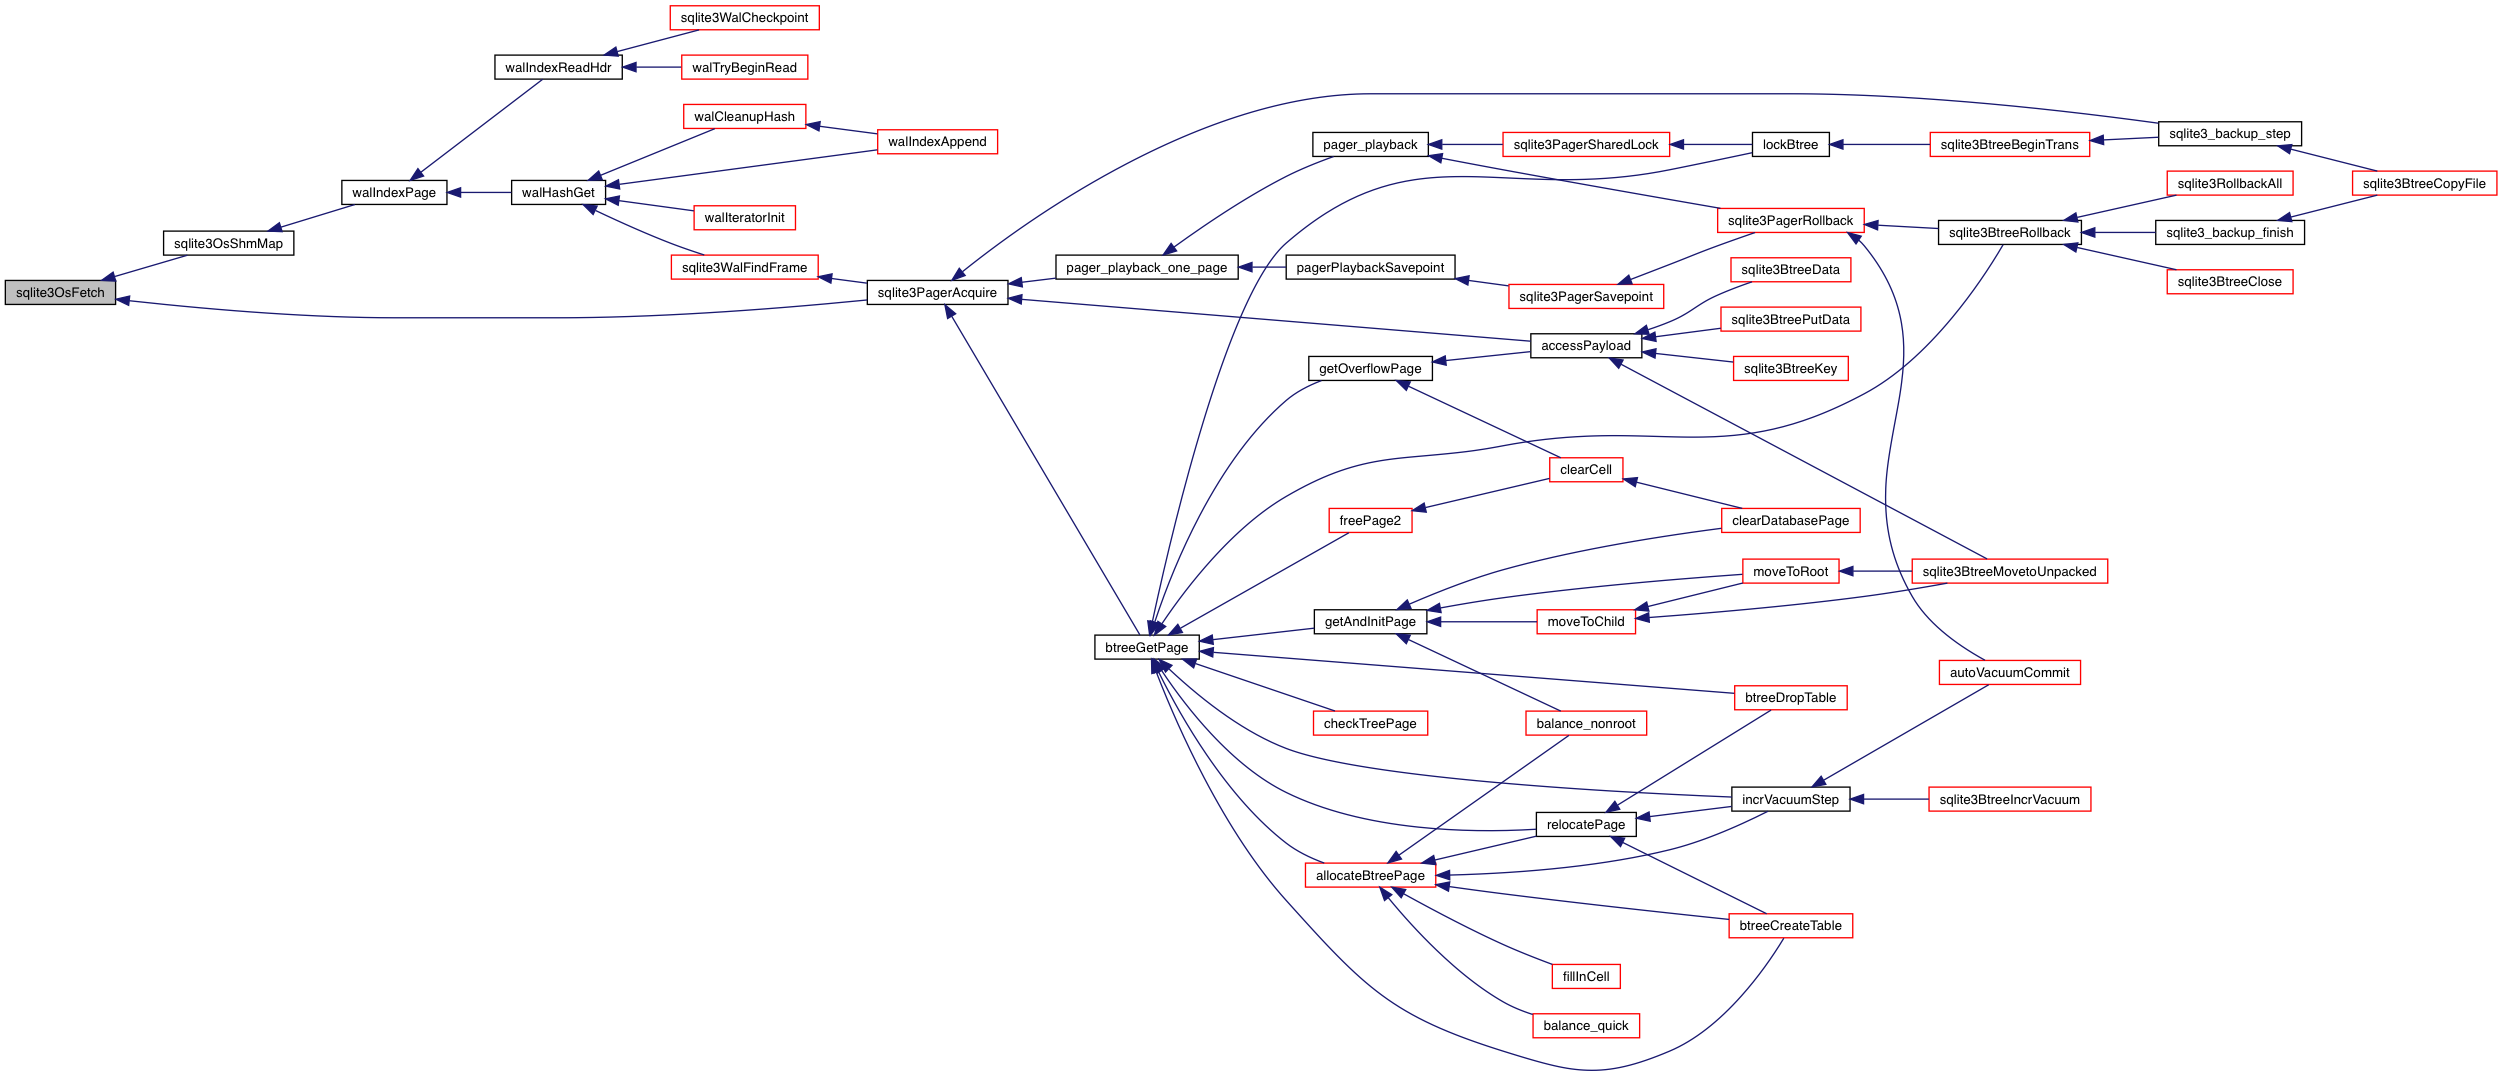 sqlite3WalCheckpoint
walIndexReadHdr
walTryBeginRead
walCleanupHash
walIndexAppend
sqlite3_backup_step
pager_playback
sqlite3PagerSharedLock
lockBtree
sqlite3BtreeBeginTrans
walIndexPage
walHashGet
sqlite3RollbackAll
sqlite3BtreeCopyFile
walIteratorInit
sqlite3PagerRollback
sqlite3OsShmMap
sqlite3BtreeRollback
sqlite3_backup_finish
sqlite3WalFindFrame
pager_playback_one_page
pagerPlaybackSavepoint
sqlite3BtreeData
sqlite3BtreeClose
sqlite3OsFetch
sqlite3PagerAcquire
sqlite3PagerSavepoint
sqlite3BtreePutData
accessPayload
getOverflowPage
sqlite3BtreeKey
clearCell
freePage2
clearDatabasePage
moveToRoot
sqlite3BtreeMovetoUnpacked
getAndInitPage
moveToChild
btreeGetPage
autoVacuumCommit
btreeDropTable
checkTreePage
balance_nonroot
incrVacuumStep
sqlite3BtreeIncrVacuum
relocatePage
allocateBtreePage
btreeCreateTable
fillInCell
balance_quick